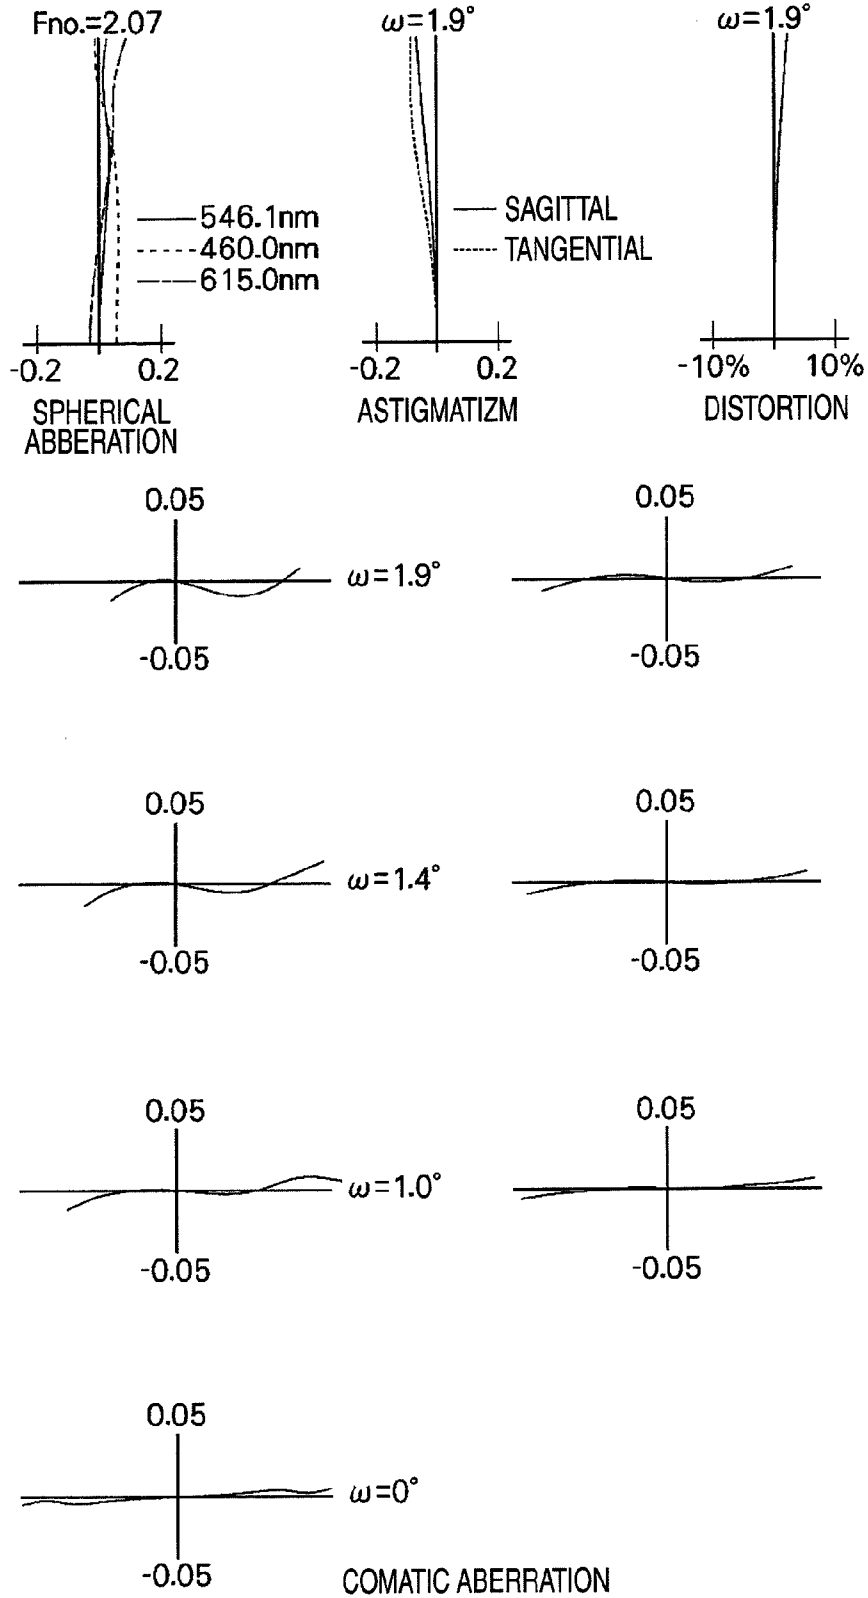 Fno.=2.07
ω=1.9°
ω=1.9°
546.1nm
460.0nm
615.0nm
SAGITTAL
TANGENTIAL
-0.2 0.2
-0.2 0.2
-10% 10%
SPHERICAL
ABBERATION
ASTIGMATIZM
DISTORTION
0.05
0.05
ω=1.9°
-0.05
-0.05
0.05
0.05
ω=1.4°
-0.05
-0.05
0.05
0.05
ω=1.0°
-0.05
-0.05
0.05
ω=0°
-0.05
COMATIC ABERRATION